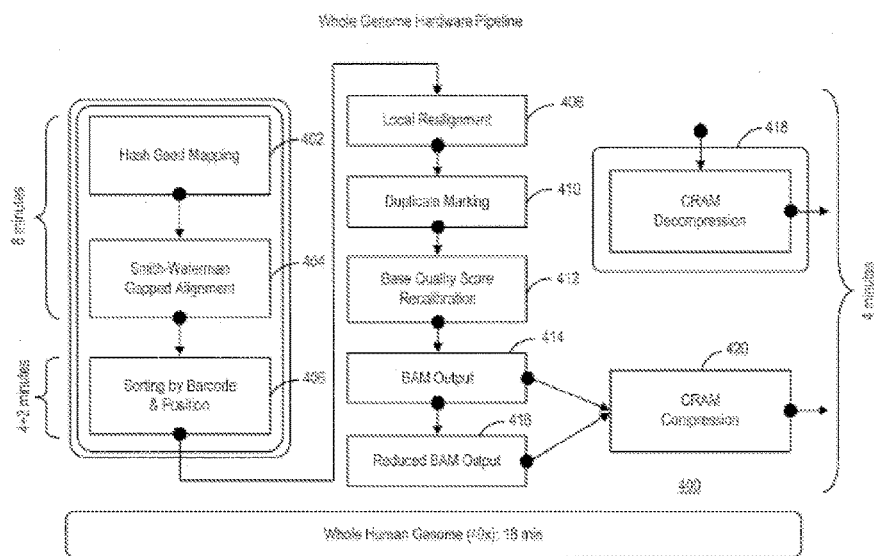 Whole Genome Hardware Pipeline
Hash Seed Mapping
402
8 minutes
Smith-Waterman
Gapped Alignment
404
Sorting by Barcode
& Position
406
4+2 minutes
Local Realignment
408
Duplicate Marking
410
Base Quality Score
Recalibration
412
BAM Output
414
Reduced BAM Output
416
CRAM
Decompression
418
CRAM
Compression
420
4 minutes
400
Whole Human Genome (40x): 18 min